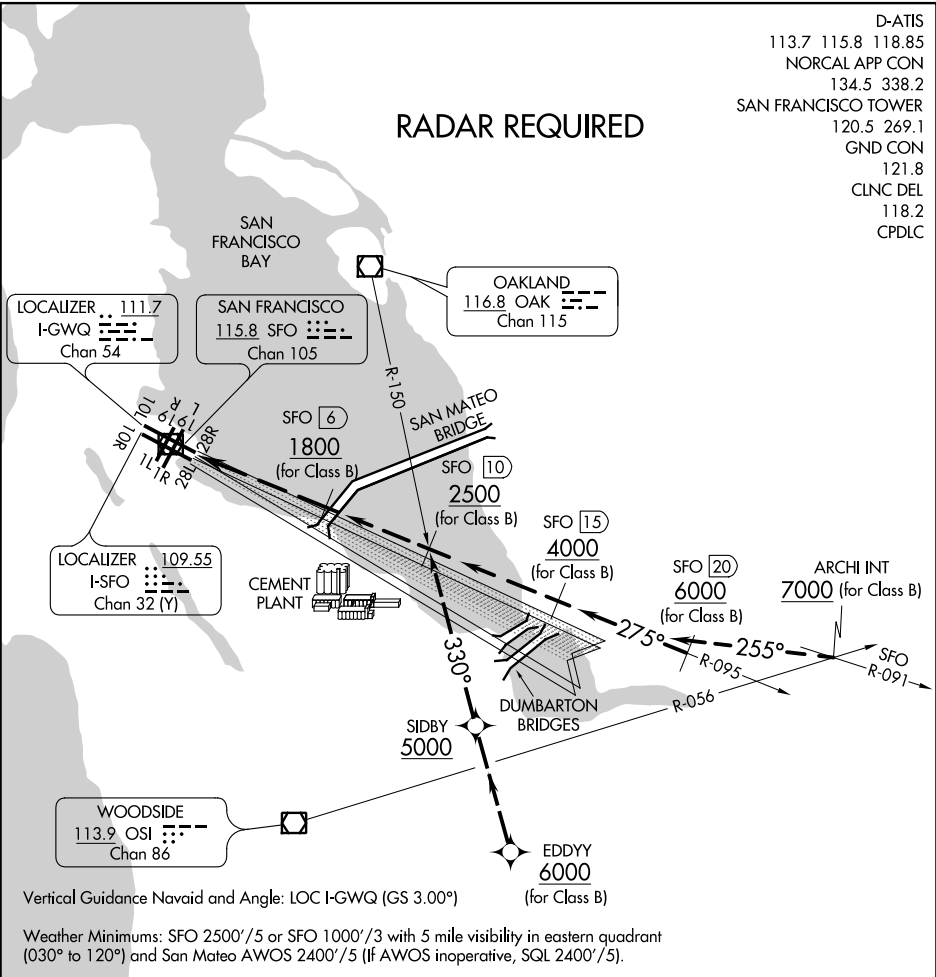 D-ATIS
113.7 115.8 118.85
NORCAL APP CON
134.5 338.2
SAN FRANCISCO TOWER
120.5 269.1
GND CON
121.8
CLNC DEL
118.2
CPDLC
RADAR REQUIRED
SAN
FRANCISCO
BAY
OAKLAND
116.8 OAK
Chan 115
LOCALIZER 111.7
I-GWQ
Chan 54
SAN FRANCISCO
115.8 SFO
Chan 105
R-150
SAN MATEO
BRIDGE
10L
19L
19R
10R
28R
28L
1L
1R
SFO 6
1800
(for Class B)
SFO 10
2500
(for Class B)
SFO 15
4000
(for Class B)
SFO 20
6000
(for Class B)
ARCHI INT
7000 (for Class B)
LOCALIZER 109.55
I-SFO
Chan 32 (Y)
CEMENT
PLANT
275°
R-095
255°
SFO
R-091
330°
DUMBARTON
BRIDGES
R-056
SIDBY
5000
WOODSIDE
113.9 OSI
Chan 86
EDDYY
6000
(for Class B)
Vertical Guidance Navaid and Angle: LOC I-GWQ (GS 3.00°)
Weather Minimums: SFO 2500'/5 or SFO 1000'/3 with 5 mile visibility in eastern quadrant
(030° to 120°) and San Mateo AWOS 2400'/5 (If AWOS inoperative, SQL 2400'/5).